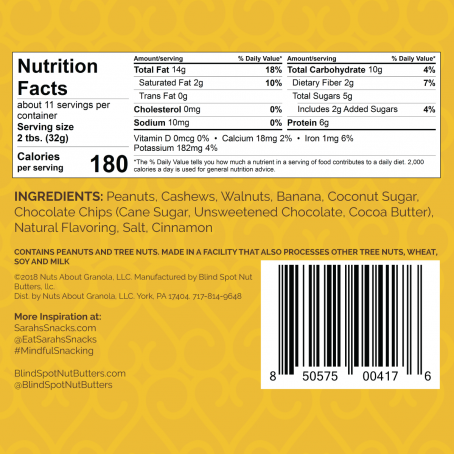 Nutrition
Facts
about 11 servings per
container
Serving size
2 tbs. (32g)
Calories
per serving
180
Amount/serving % Daily Value*
Total Fat 14g 18%
Saturated Fat 2g 10%
Trans Fat 0g
Cholesterol 0mg 0%
Sodium 10mg 0%
Amount/serving % Daily Value*
Total Carbohydrate 10g 4%
Dietary Fiber 2g 7%
Total Sugars 5g
Includes 2g Added Sugars 4%
Protein 6g
Vitamin D 0mcg 0% • Calcium 18mg 2% • Iron 1mg 6%
Potassium 182mg 4%
*The % Daily Value tells you how much a nutrient in a serving of food contributes to a daily diet. 2,000
calories a day is used for general nutrition advice.
INGREDIENTS: Peanuts, Cashews, Walnuts, Banana, Coconut Sugar,
Chocolate Chips (Cane Sugar, Unsweetened Chocolate, Cocoa Butter),
Natural Flavoring, Salt, Cinnamon
CONTAINS PEANUTS AND TREE NUTS. MADE IN A FACILITY THAT ALSO PROCESSES OTHER TREE NUTS, WHEAT,
SOY AND MILK
©2018 Nuts About Granola, LLC. Manufactured by Blind Spot Nut
Butters, llc.
Dist. by Nuts About Granola, LLC. York, PA 17404. 717-814-9648
More Inspiration at:
SarahsSnacks.com
@EatSarahsSnacks
#MindfulSnacking
BlindSpotNutButters.com
@BlindSpotNutButters
8 50575 00417 6